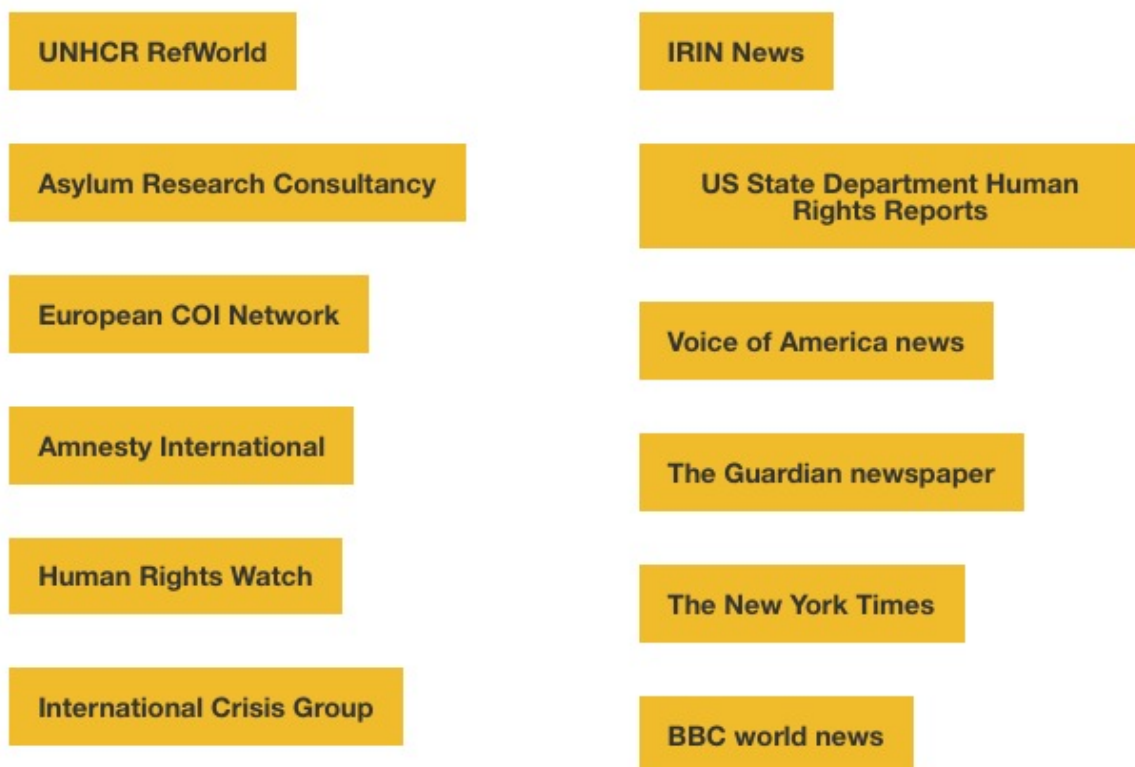 UNHCR RefWorld
Asylum Research Consultancy
European COI Network
Amnesty International
Human Rights Watch
International Crisis Group
IRIN News
US State Department Human
Rights Reports
Voice of America news
The Guardian newspaper
The New York Times
BBC world news